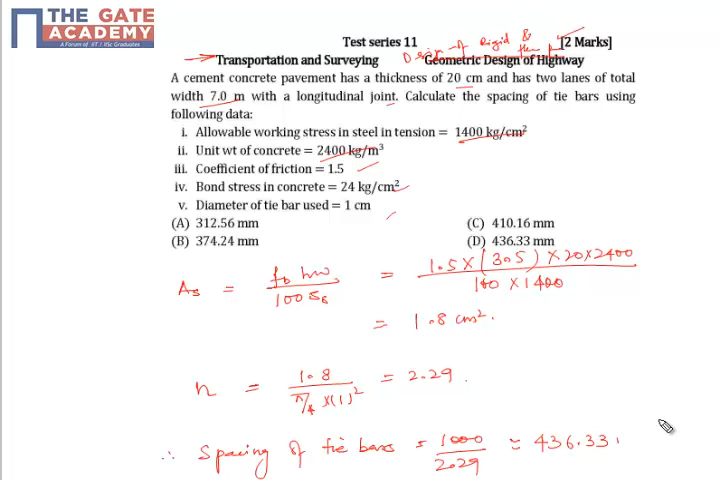 THE GATE
ACADEMY
A Forum of IIT / IISc Graduates
Test series 11
Design of Rigid &
[2 Marks]
Transportation and Surveying
Geometric Design of Highway
A cement concrete pavement has a thickness of 20 cm and has two lanes of total
width 7.0 m with a longitudinal joint. Calculate the spacing of tie bars using
following data:
i. Allowable working stress in steel in tension = 1400 kg/cm²
ii. Unit wt of concrete = 2400 kg/m³
iii. Coefficient of friction = 1.5
iv. Bond stress in concrete = 24 kg/cm²
v. Diameter of tie bar used = 1 cm
(A) 312.56 mm
(C) 410.16 mm
(B) 374.24 mm
(D) 436.33 mm
As = fbhw / 100 Ss = 1.5 × (3.5) × 20 × 2400 / 100 × 1400
= 1.8 cm².
n = 1.8 / π/4 × (1)² = 2.29.
∴ Spacing of tie bars = 1000 / 2.29 ≈ 436.33.